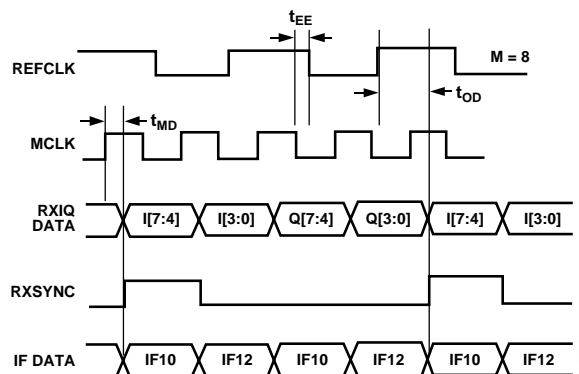 tEE
REFCLK
M = 8
tMD
tOD
MCLK
RXIQ
DATA
I[7:4] I[3:0] Q[7:4] Q[3:0] I[7:4] I[3:0]
RXSYNC
IF DATA IF10 IF12 IF10 IF12 IF10 IF12